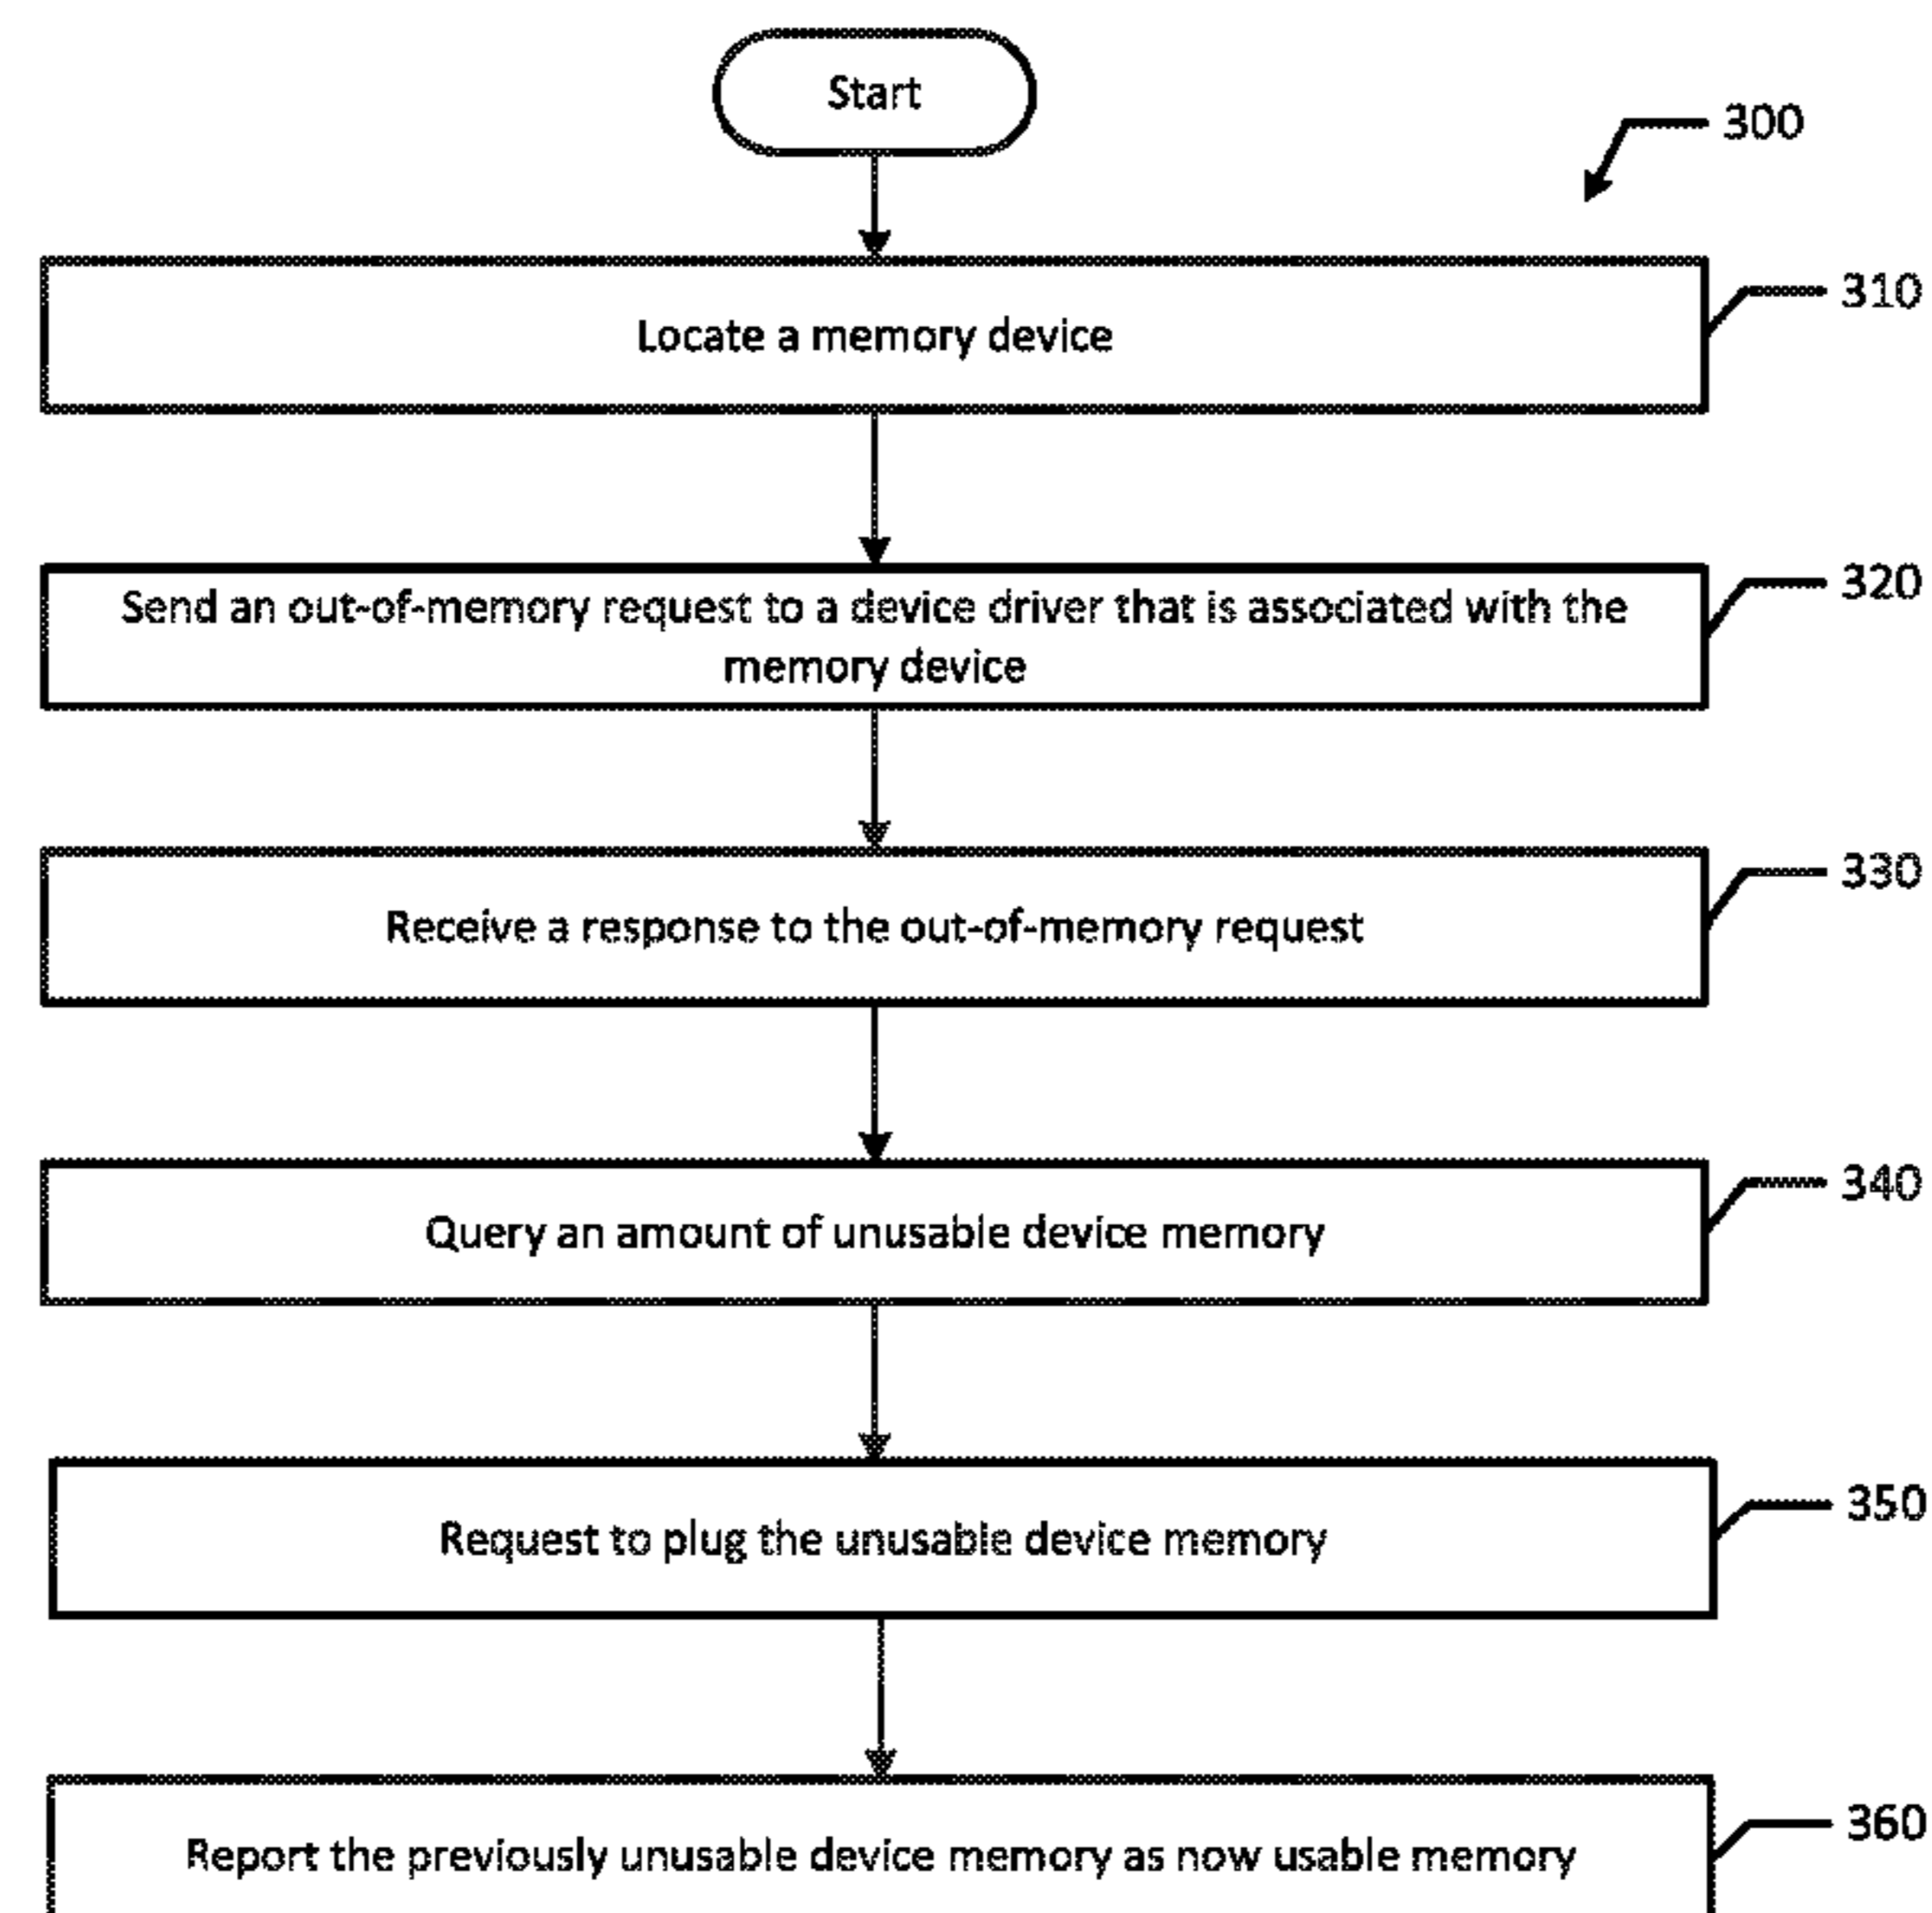 Start
300
Locate a memory device
310
Send an out-of-memory request to a device driver that is associated with the
memory device
320
Receive a response to the out-of-memory request
330
Query an amount of unusable device memory
340
Request to plug the unusable device memory
350
Report the previously unusable device memory as now usable memory
360